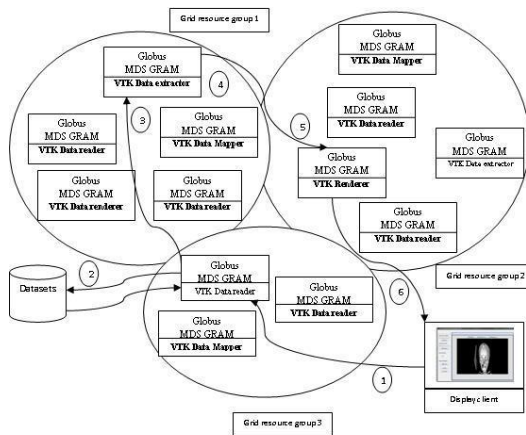 Grid resource group 1
Globus
MDS GRAM
VTK Data extractor
4
3
Globus
MDS GRAM
VTK Data reader
Globus
MDS GRAM
VTK Data Mapper
Globus
MDS GRAM
VTK Data renderer
Globus
MDS GRAM
VTK Data reader
Globus
MDS GRAM
VTK Data Mapper
Globus
MDS GRAM
VTK Data reader
5
Globus
MDS GRAM
VTK Renderer
Globus
MDS GRAM
VTK Data extractor
Globus
MDS GRAM
VTK Data reader
Grid resource group 2
2
Datasets
Globus
MDS GRAM
VTK Data reader
Globus
MDS GRAM
VTK Data reader
Globus
MDS GRAM
VTK Data Mapper
6
1
Display client
Grid resource group 3